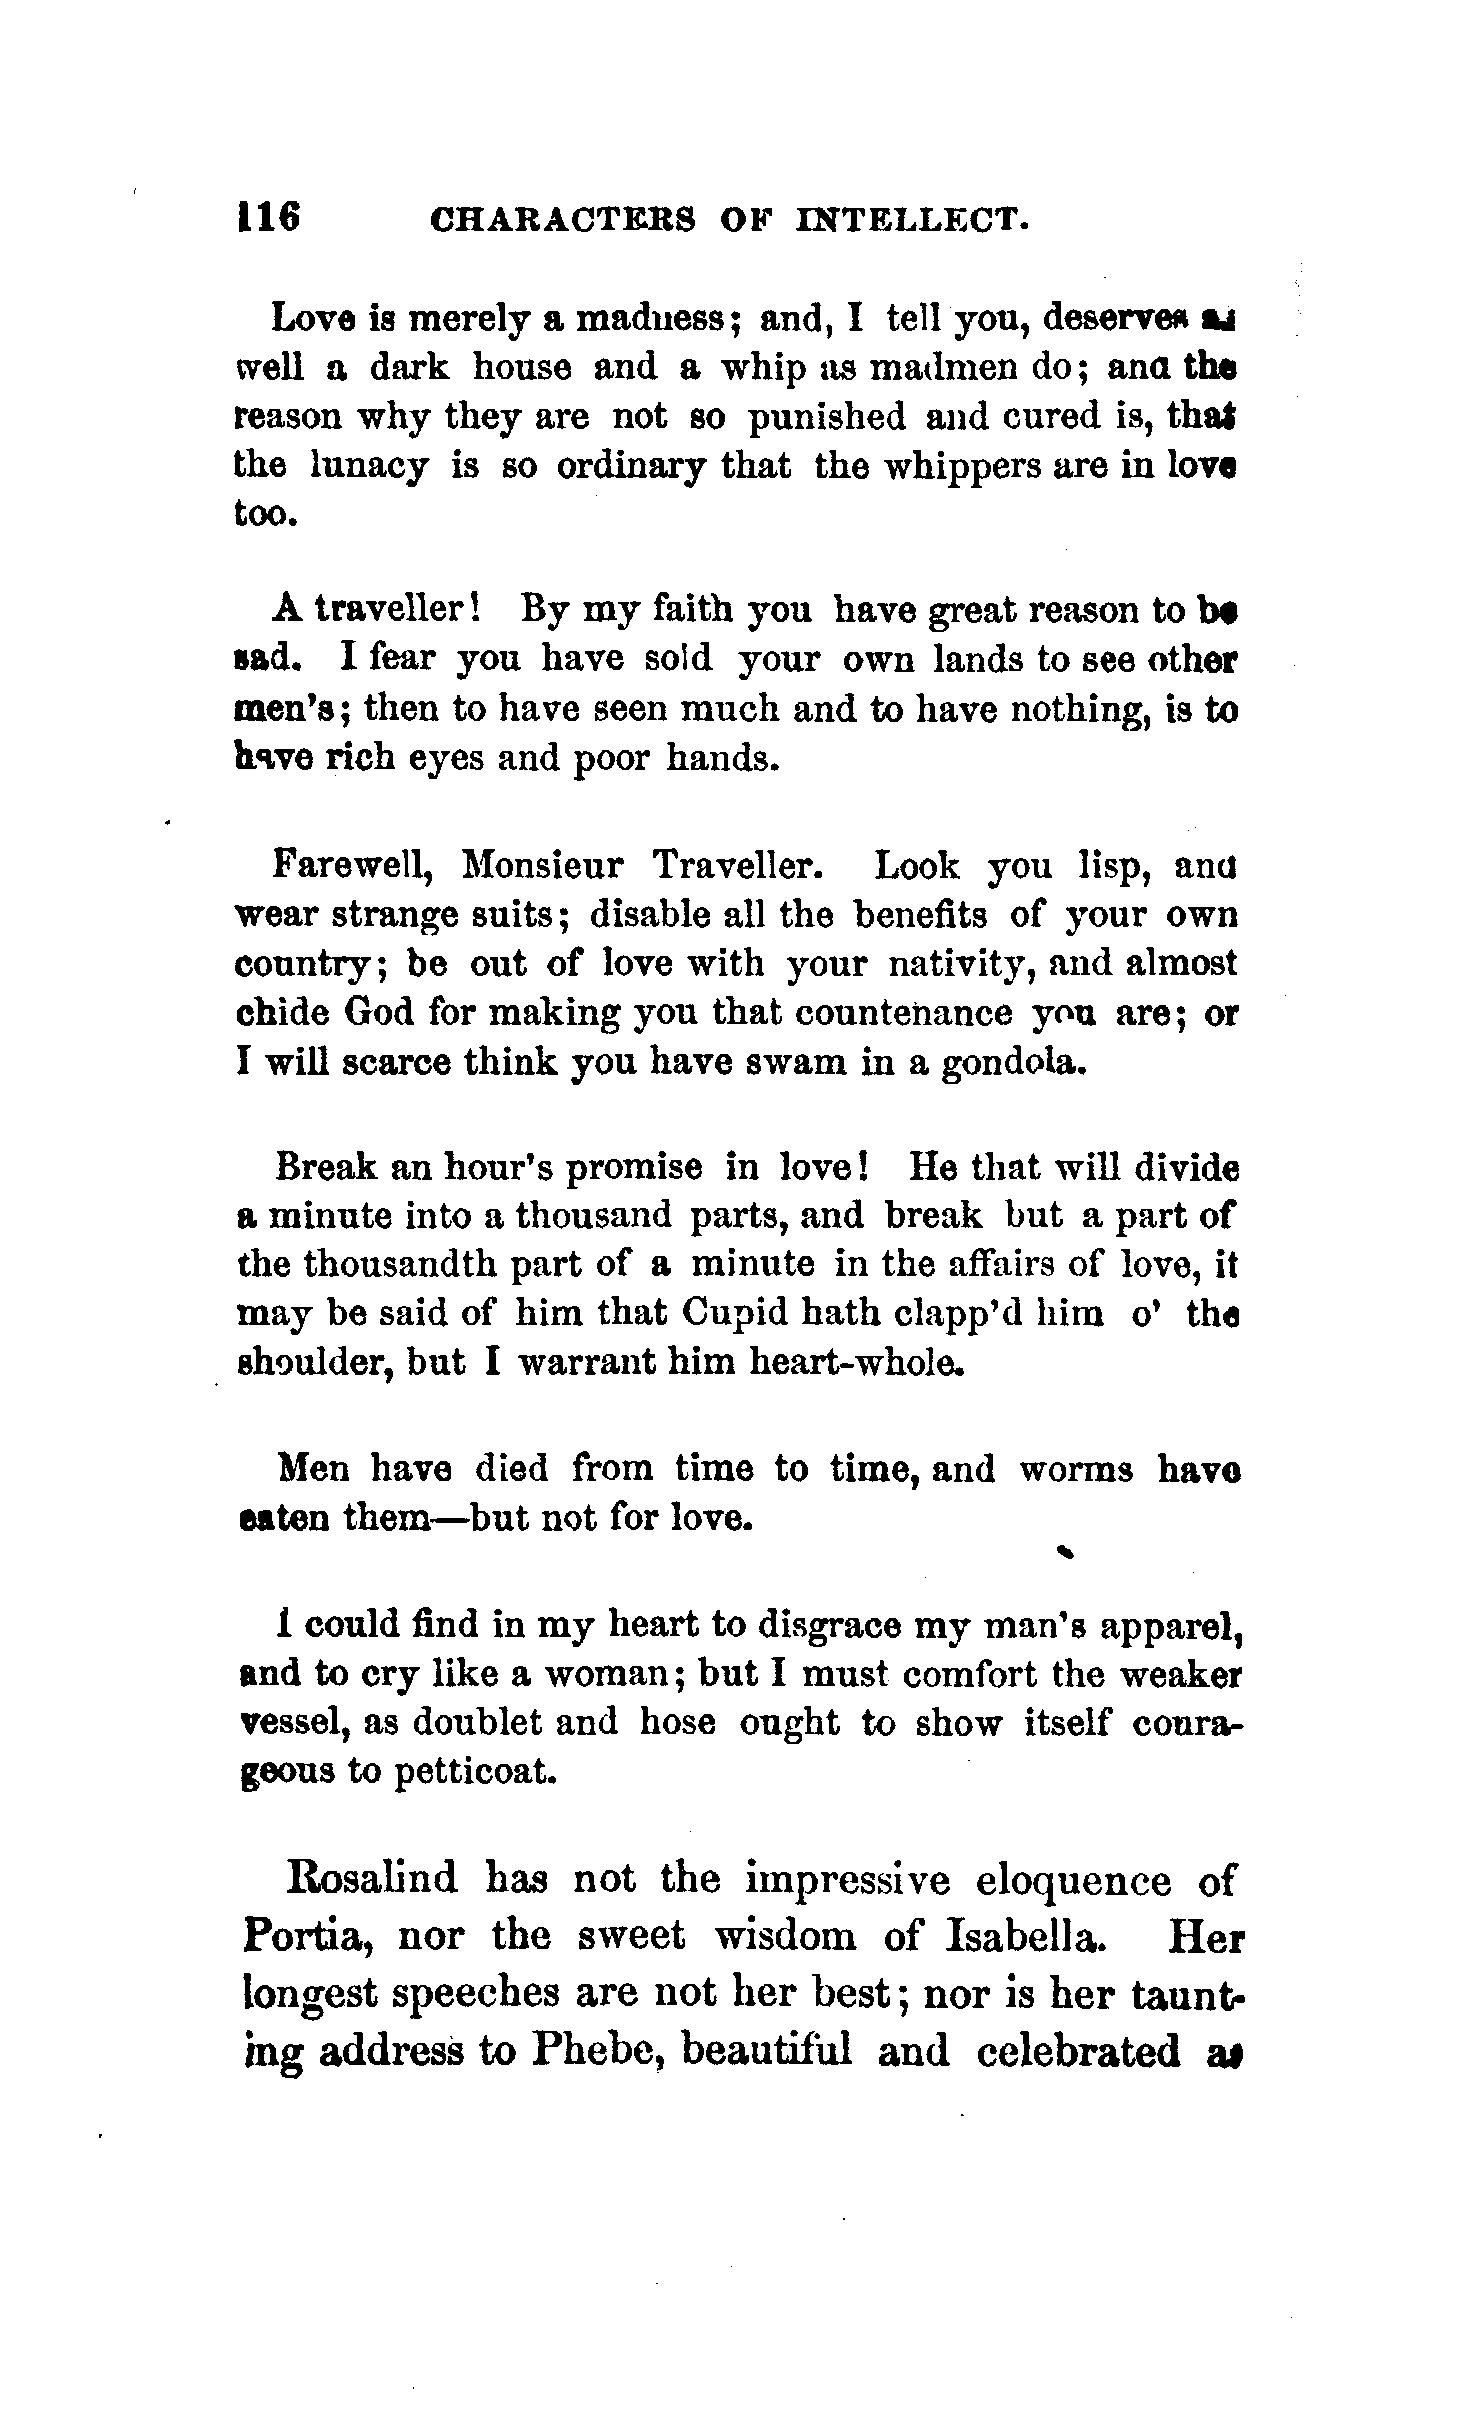 116 CHARACTERS OF INTELLECT.
Love is merely a madness; and, I tell you, deserves as
well a dark house and a whip as madmen do; and the
reason why they are not so punished and cured is, that
the lunacy is so ordinary that the whippers are in love
too.
A traveller! By my faith you have great reason to be
sad. I fear you have sold your own lands to see other
men's; then to have seen much and to have nothing, is to
have rich eyes and poor hands.
Farewell, Monsieur Traveller. Look you lisp, and
wear strange suits; disable all the benefits of your own
country; be out of love with your nativity, and almost
chide God for making you that countenance you are; or
I will scarce think you have swam in a gondola.
Break an hour's promise in love! He that will divide
a minute into a thousand parts, and break but a part of
the thousandth part of a minute in the affairs of love, it
may be said of him that Cupid hath clapp'd him o' the
shoulder, but I warrant him heart-whole.
Men have died from time to time, and worms have
eaten them—but not for love.
I could find in my heart to disgrace my man's apparel,
and to cry like a woman; but I must comfort the weaker
vessel, as doublet and hose ought to show itself coura-
geous to petticoat.
Rosalind has not the impressive eloquence of
Portia, nor the sweet wisdom of Isabella. Her
longest speeches are not her best; nor is her taunt-
ing address to Phebe, beautiful and celebrated as